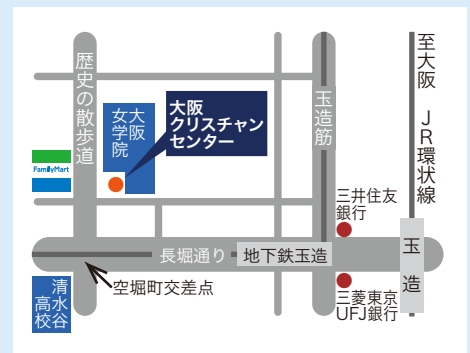 歴史の散歩道
大阪
女学院
大阪
クリスチャン
センター
玉造筋
至大阪 JR環状線
FamilyMart
三井住友
銀行
長堀通り
地下鉄玉造
玉造
空堀町交差点
三菱東京
UFJ銀行
清水谷
高校